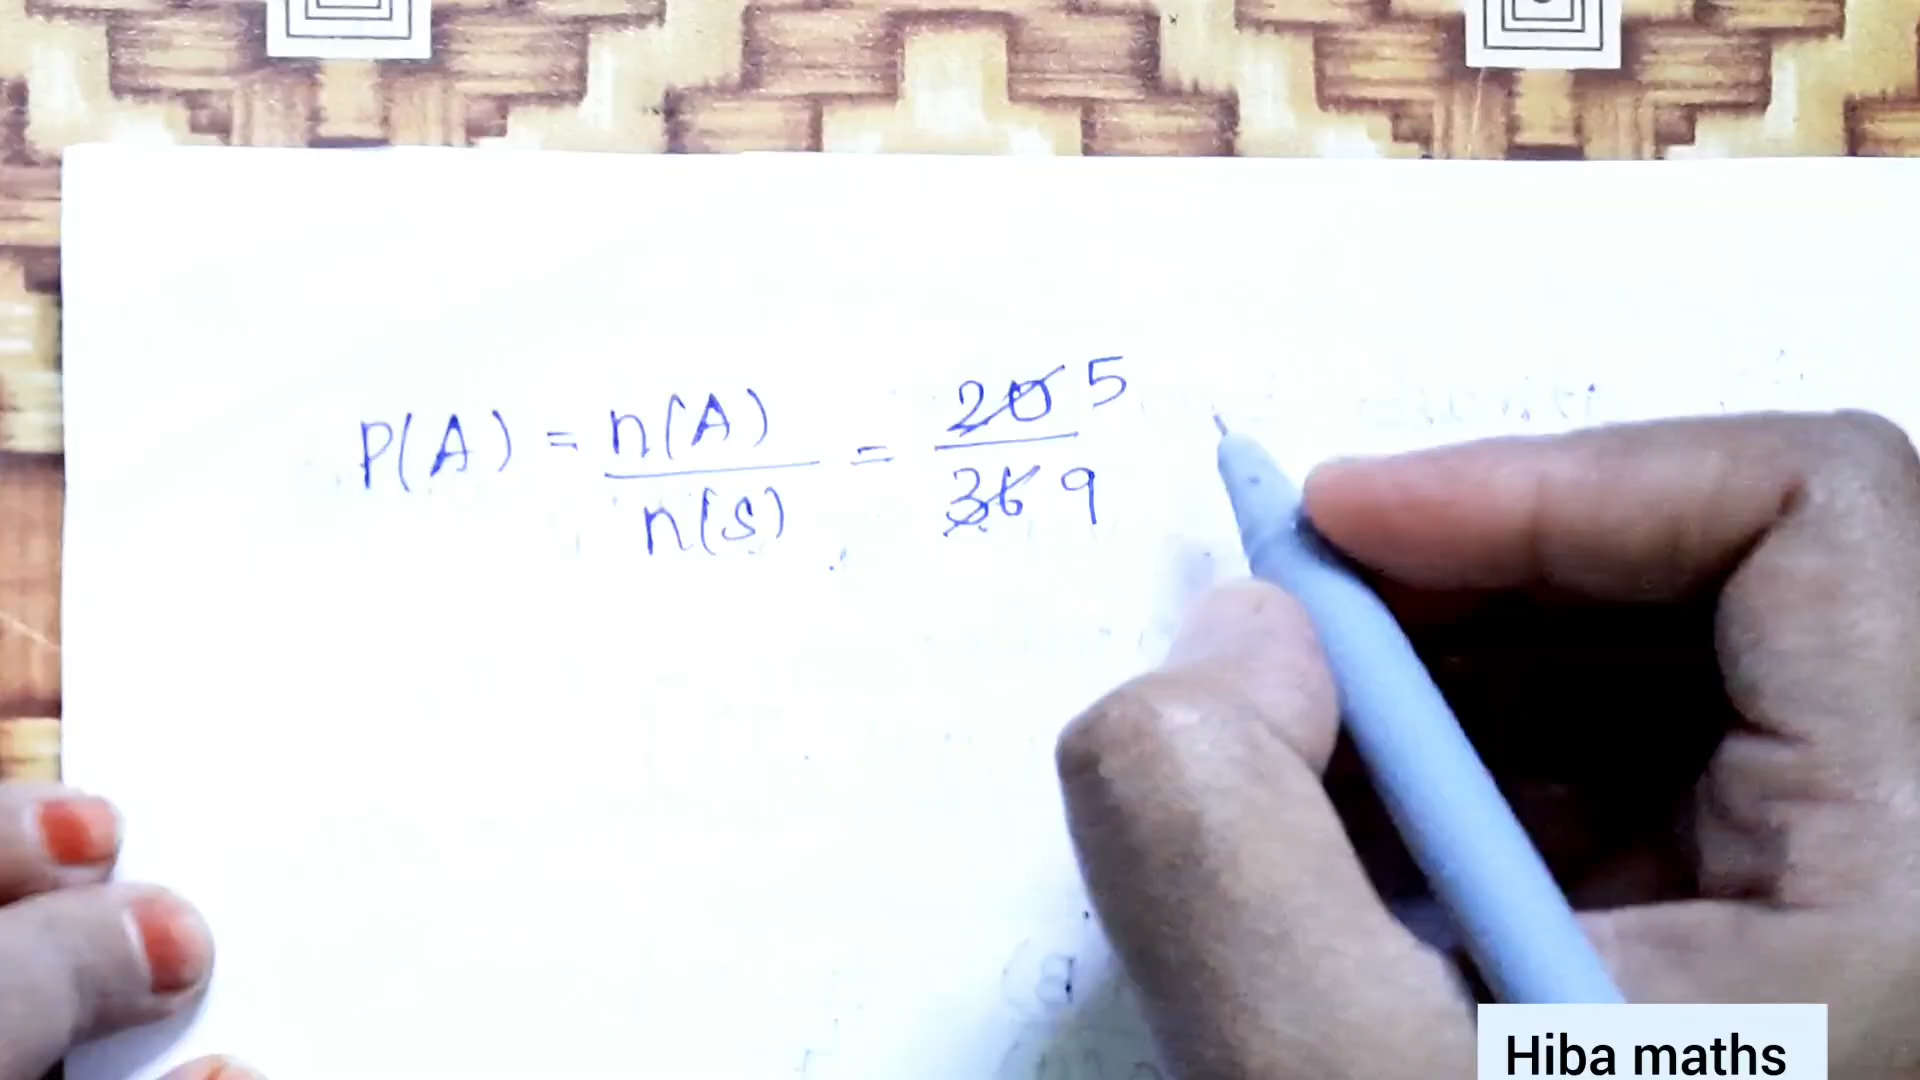 P(A) = n(A)/n(S) = 20/36 5/9
Hiba maths